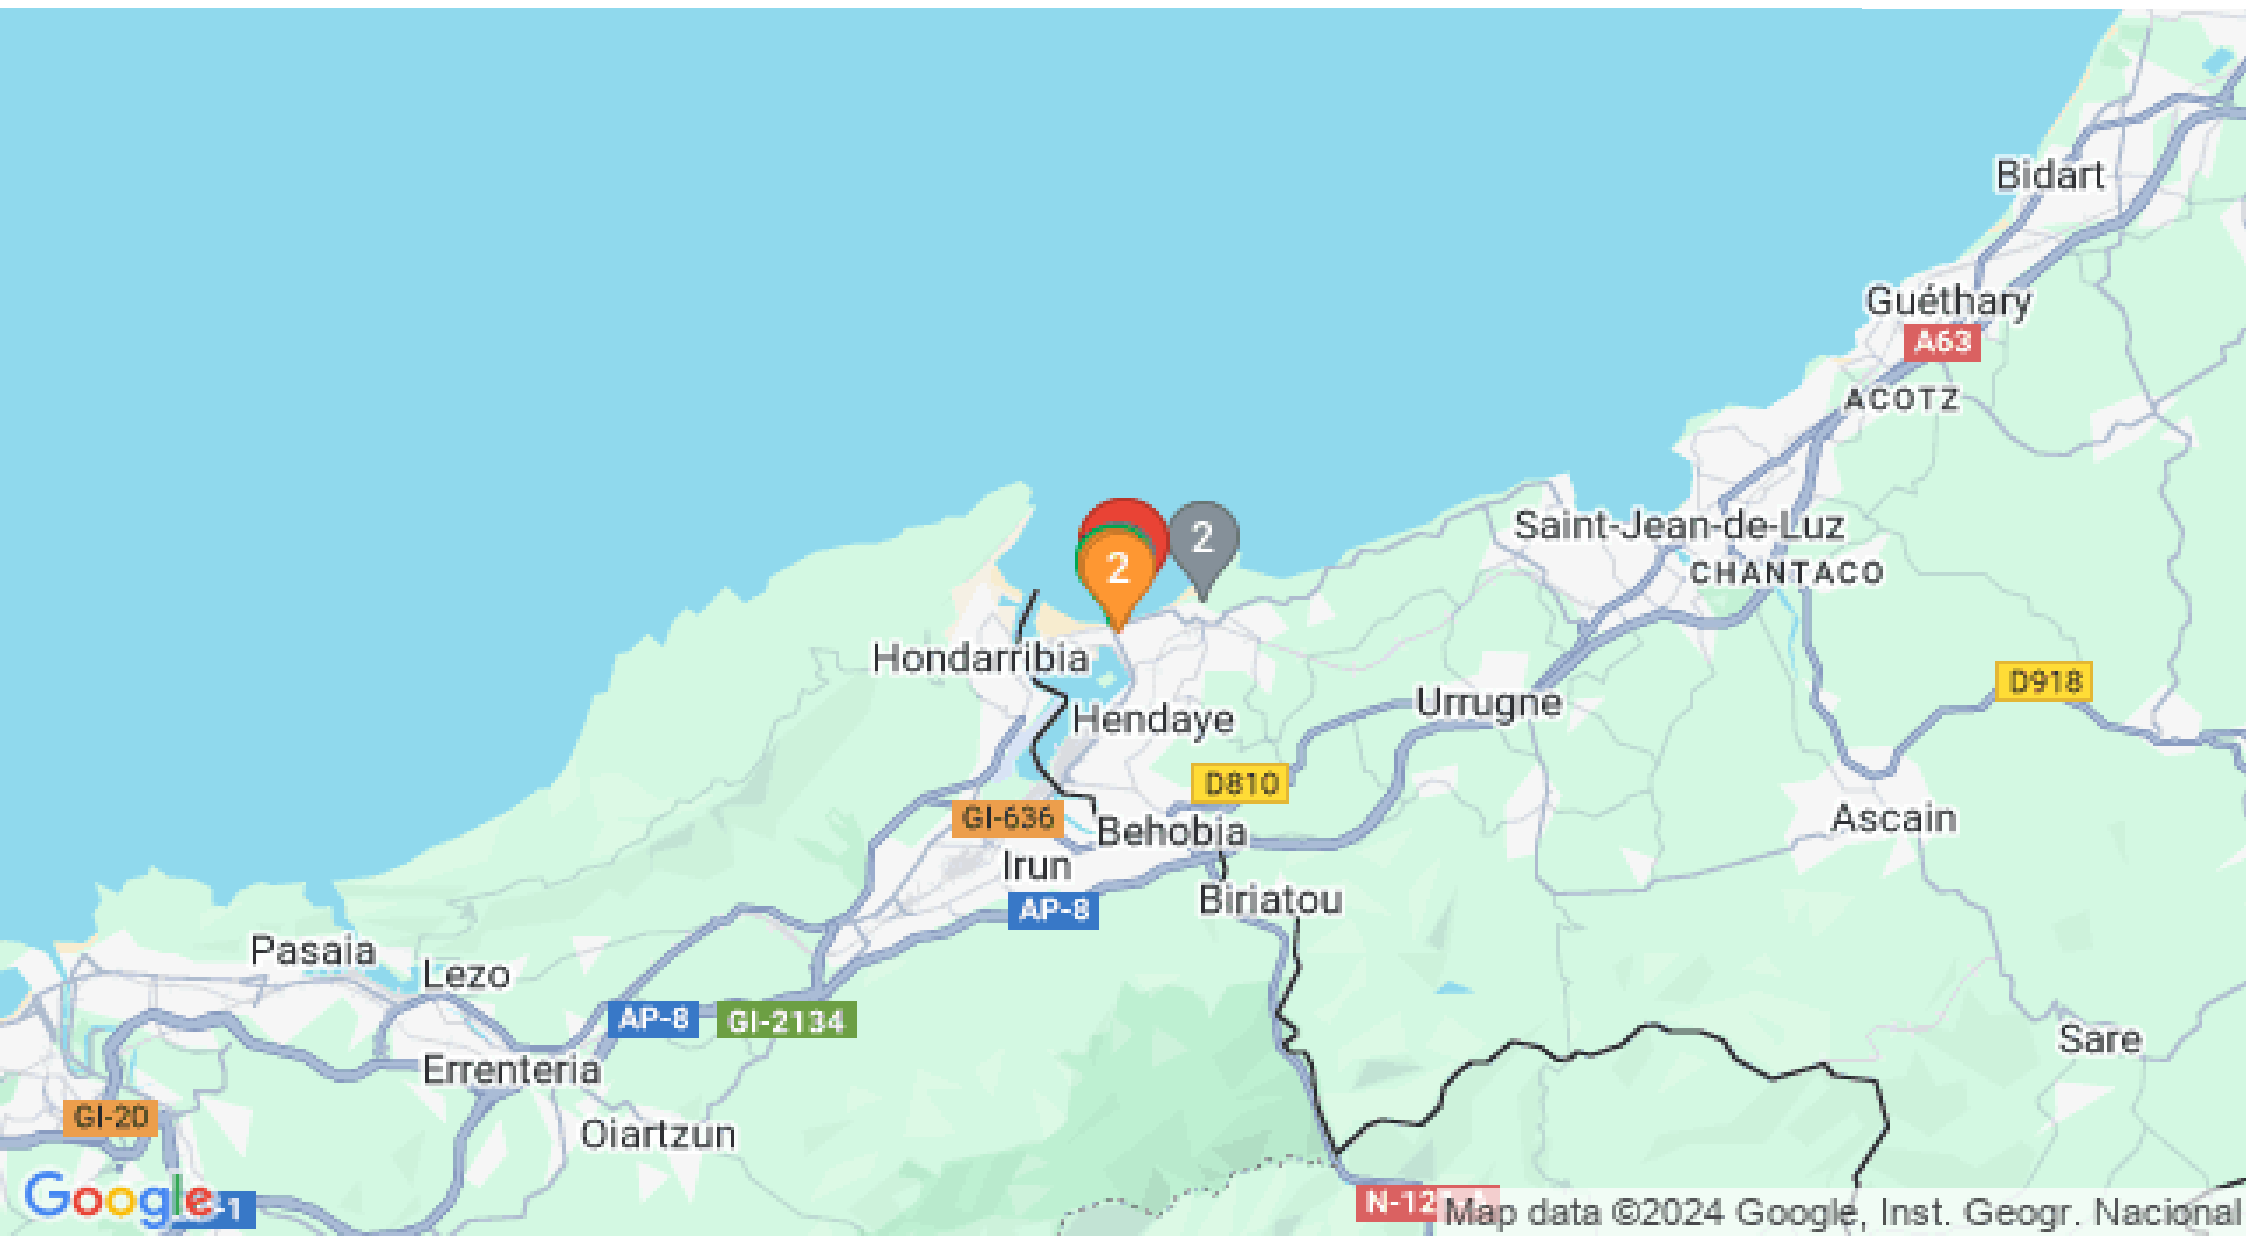 Bidart
Guéthary
A63
ACOTZ
Saint-Jean-de-Luz
2
2
CHANTACO
Hondarribia
D918
Urrugne
Hendaye
D810
GI-636
Behobia
Ascain
Irun
AP-8
Biriatou
Pasaia
Lezo
AP-8
GI-2134
Sare
Errenteria
GI-20
Oiartzun
Google
-1
N-12
Map data ©2024 Google, Inst. Geogr. Nacional